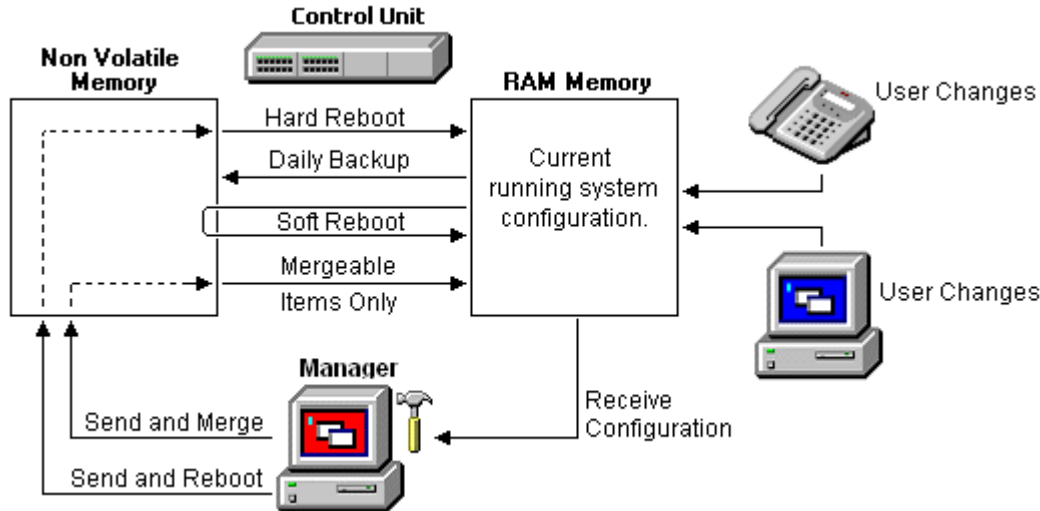 Control Unit
Non Volatile
Memory
RAM Memory
User Changes
Hard Reboot
Daily Backup
Soft Reboot
Mergeable
Items Only
Current
running system
configuration.
User Changes
Manager
Send and Merge
Send and Reboot
Receive
Configuration